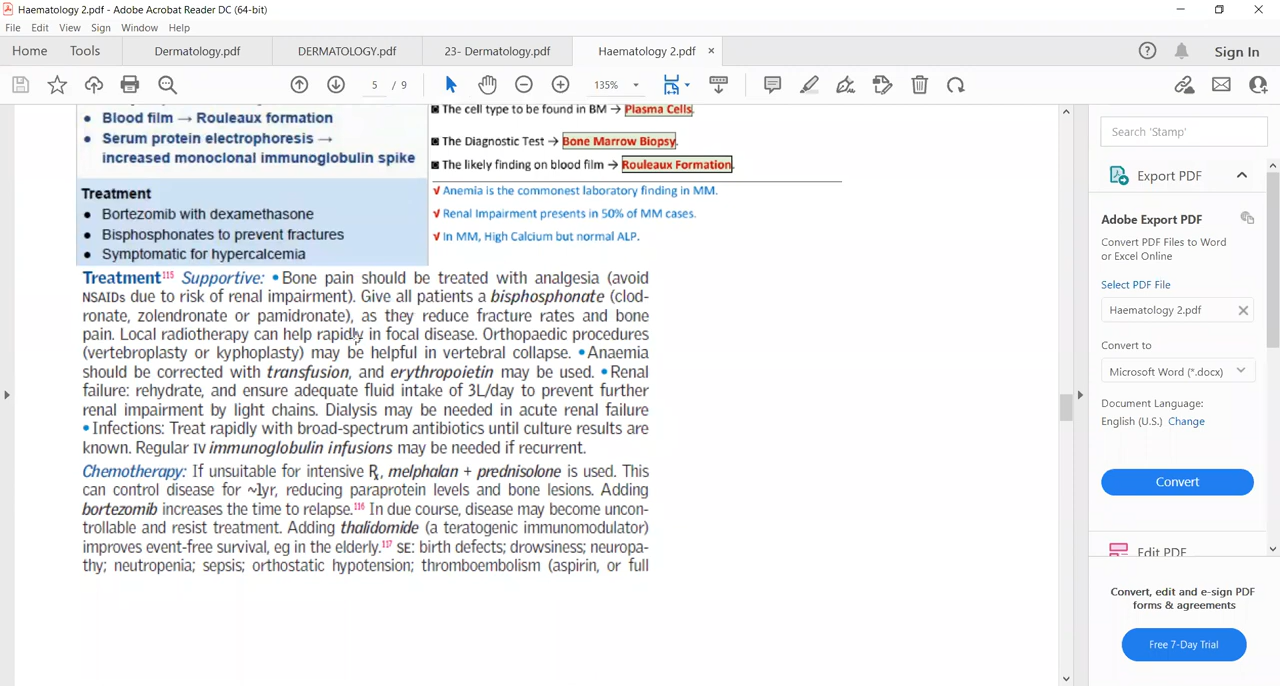 Haematology 2.pdf - Adobe Acrobat Reader DC (64-bit)
File Edit View Sign Window Help
Home Tools Dermatology.pdf DERMATOLOGY.pdf 23- Dermatology.pdf Haematology 2.pdf × Sign In
5 / 9 135%
• Blood film → Rouleaux formation
• Serum protein electrophoresis →
increased monoclonal immunoglobulin spike
Treatment
• Bortezomib with dexamethasone
• Bisphosphonates to prevent fractures
• Symptomatic for hypercalcemia
The cell type to be found in BM → Plasma Cells.
The Diagnostic Test → Bone Marrow Biopsy.
The likely finding on blood film → Rouleaux Formation.
√ Anemia is the commonest laboratory finding in MM.
√ Renal Impairment presents in 50% of MM cases.
√ In MM, High Calcium but normal ALP.
Treatment115 Supportive: •Bone pain should be treated with analgesia (avoid
NSAIDs due to risk of renal impairment). Give all patients a bisphosphonate (clod-
ronate, zolendronate or pamidronate), as they reduce fracture rates and bone
pain. Local radiotherapy can help rapidly in focal disease. Orthopaedic procedures
(vertebroplasty or kyphoplasty) may be helpful in vertebral collapse. •Anaemia
should be corrected with transfusion, and erythropoietin may be used. •Renal
failure: rehydrate, and ensure adequate fluid intake of 3L/day to prevent further
renal impairment by light chains. Dialysis may be needed in acute renal failure
•Infections: Treat rapidly with broad-spectrum antibiotics until culture results are
known. Regular IV immunoglobulin infusions may be needed if recurrent.
Chemotherapy: If unsuitable for intensive ℞, melphalan + prednisolone is used. This
can control disease for ~1yr, reducing paraprotein levels and bone lesions. Adding
bortezomib increases the time to relapse.116 In due course, disease may become uncon-
trollable and resist treatment. Adding thalidomide (a teratogenic immunomodulator)
improves event-free survival, eg in the elderly.117 SE: birth defects; drowsiness; neuropa-
thy; neutropenia; sepsis; orthostatic hypotension; thromboembolism (aspirin, or full
Search 'Stamp'
Export PDF
Adobe Export PDF
Convert PDF Files to Word
or Excel Online
Select PDF File
Haematology 2.pdf
Convert to
Microsoft Word (*.docx)
Document Language:
English (U.S.) Change
Convert
Edit PDF
Convert, edit and e-sign PDF
forms & agreements
Free 7-Day Trial